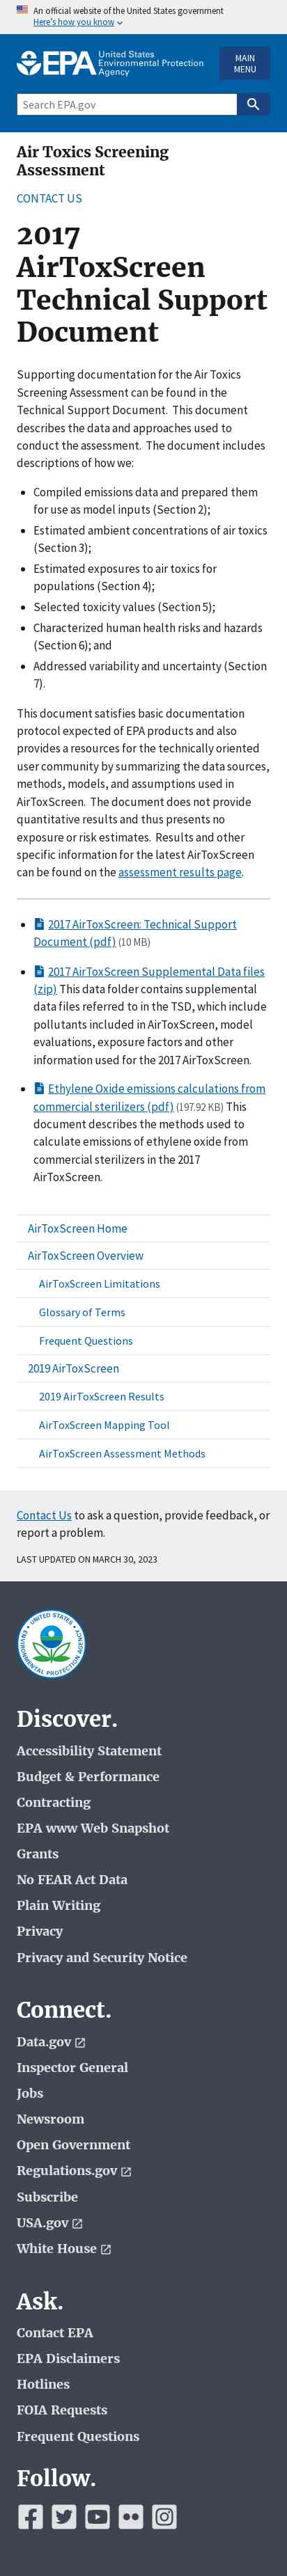 An official website of the United States government
Here's how you know
EPA United States
Environmental Protection
Agency
MAIN
MENU
Search EPA.gov
Air Toxics Screening
Assessment
CONTACT US
2017
AirToxScreen
Technical Support
Document
Supporting documentation for the Air Toxics
Screening Assessment can be found in the
Technical Support Document. This document
describes the data and approaches used to
conduct the assessment. The document includes
descriptions of how we:
Compiled emissions data and prepared them
for use as model inputs (Section 2);
Estimated ambient concentrations of air toxics
(Section 3);
Estimated exposures to air toxics for
populations (Section 4);
Selected toxicity values (Section 5);
Characterized human health risks and hazards
(Section 6); and
Addressed variability and uncertainty (Section
7).
This document satisfies basic documentation
protocol expected of EPA products and also
provides a resources for the technically oriented
user community by summarizing the data sources,
methods, models, and assumptions used in
AirToxScreen. The document does not provide
quantitative results and thus presents no
exposure or risk estimates. Results and other
specific information for the latest AirToxScreen
can be found on the assessment results page.
2017 AirToxScreen: Technical Support
Document (pdf) (10 MB)
2017 AirToxScreen Supplemental Data files
(zip) This data folder contains supplemental
data files referred to in the TSD, which include
pollutants included in AirToxScreen, model
evaluations, exposure factors and other
information used for the 2017 AirToxScreen.
Ethylene Oxide emissions calculations from
commercial sterilizers (pdf) (197.92 KB) This
document describes the methods used to
calculate emissions of ethylene oxide from
commercial sterilizers in the 2017
AirToxScreen.
AirToxScreen Home
AirToxScreen Overview
AirToxScreen Limitations
Glossary of Terms
Frequent Questions
2019 AirToxScreen
2019 AirToxScreen Results
AirToxScreen Mapping Tool
AirToxScreen Assessment Methods
Contact Us to ask a question, provide feedback, or
report a problem.
LAST UPDATED ON MARCH 30, 2023
UNITED STATES
ENVIRONMENTAL PROTECTION AGENCY
Discover.
Accessibility Statement
Budget & Performance
Contracting
EPA www Web Snapshot
Grants
No FEAR Act Data
Plain Writing
Privacy
Privacy and Security Notice
Connect.
Data.gov
Inspector General
Jobs
Newsroom
Open Government
Regulations.gov
Subscribe
USA.gov
White House
Ask.
Contact EPA
EPA Disclaimers
Hotlines
FOIA Requests
Frequent Questions
Follow.